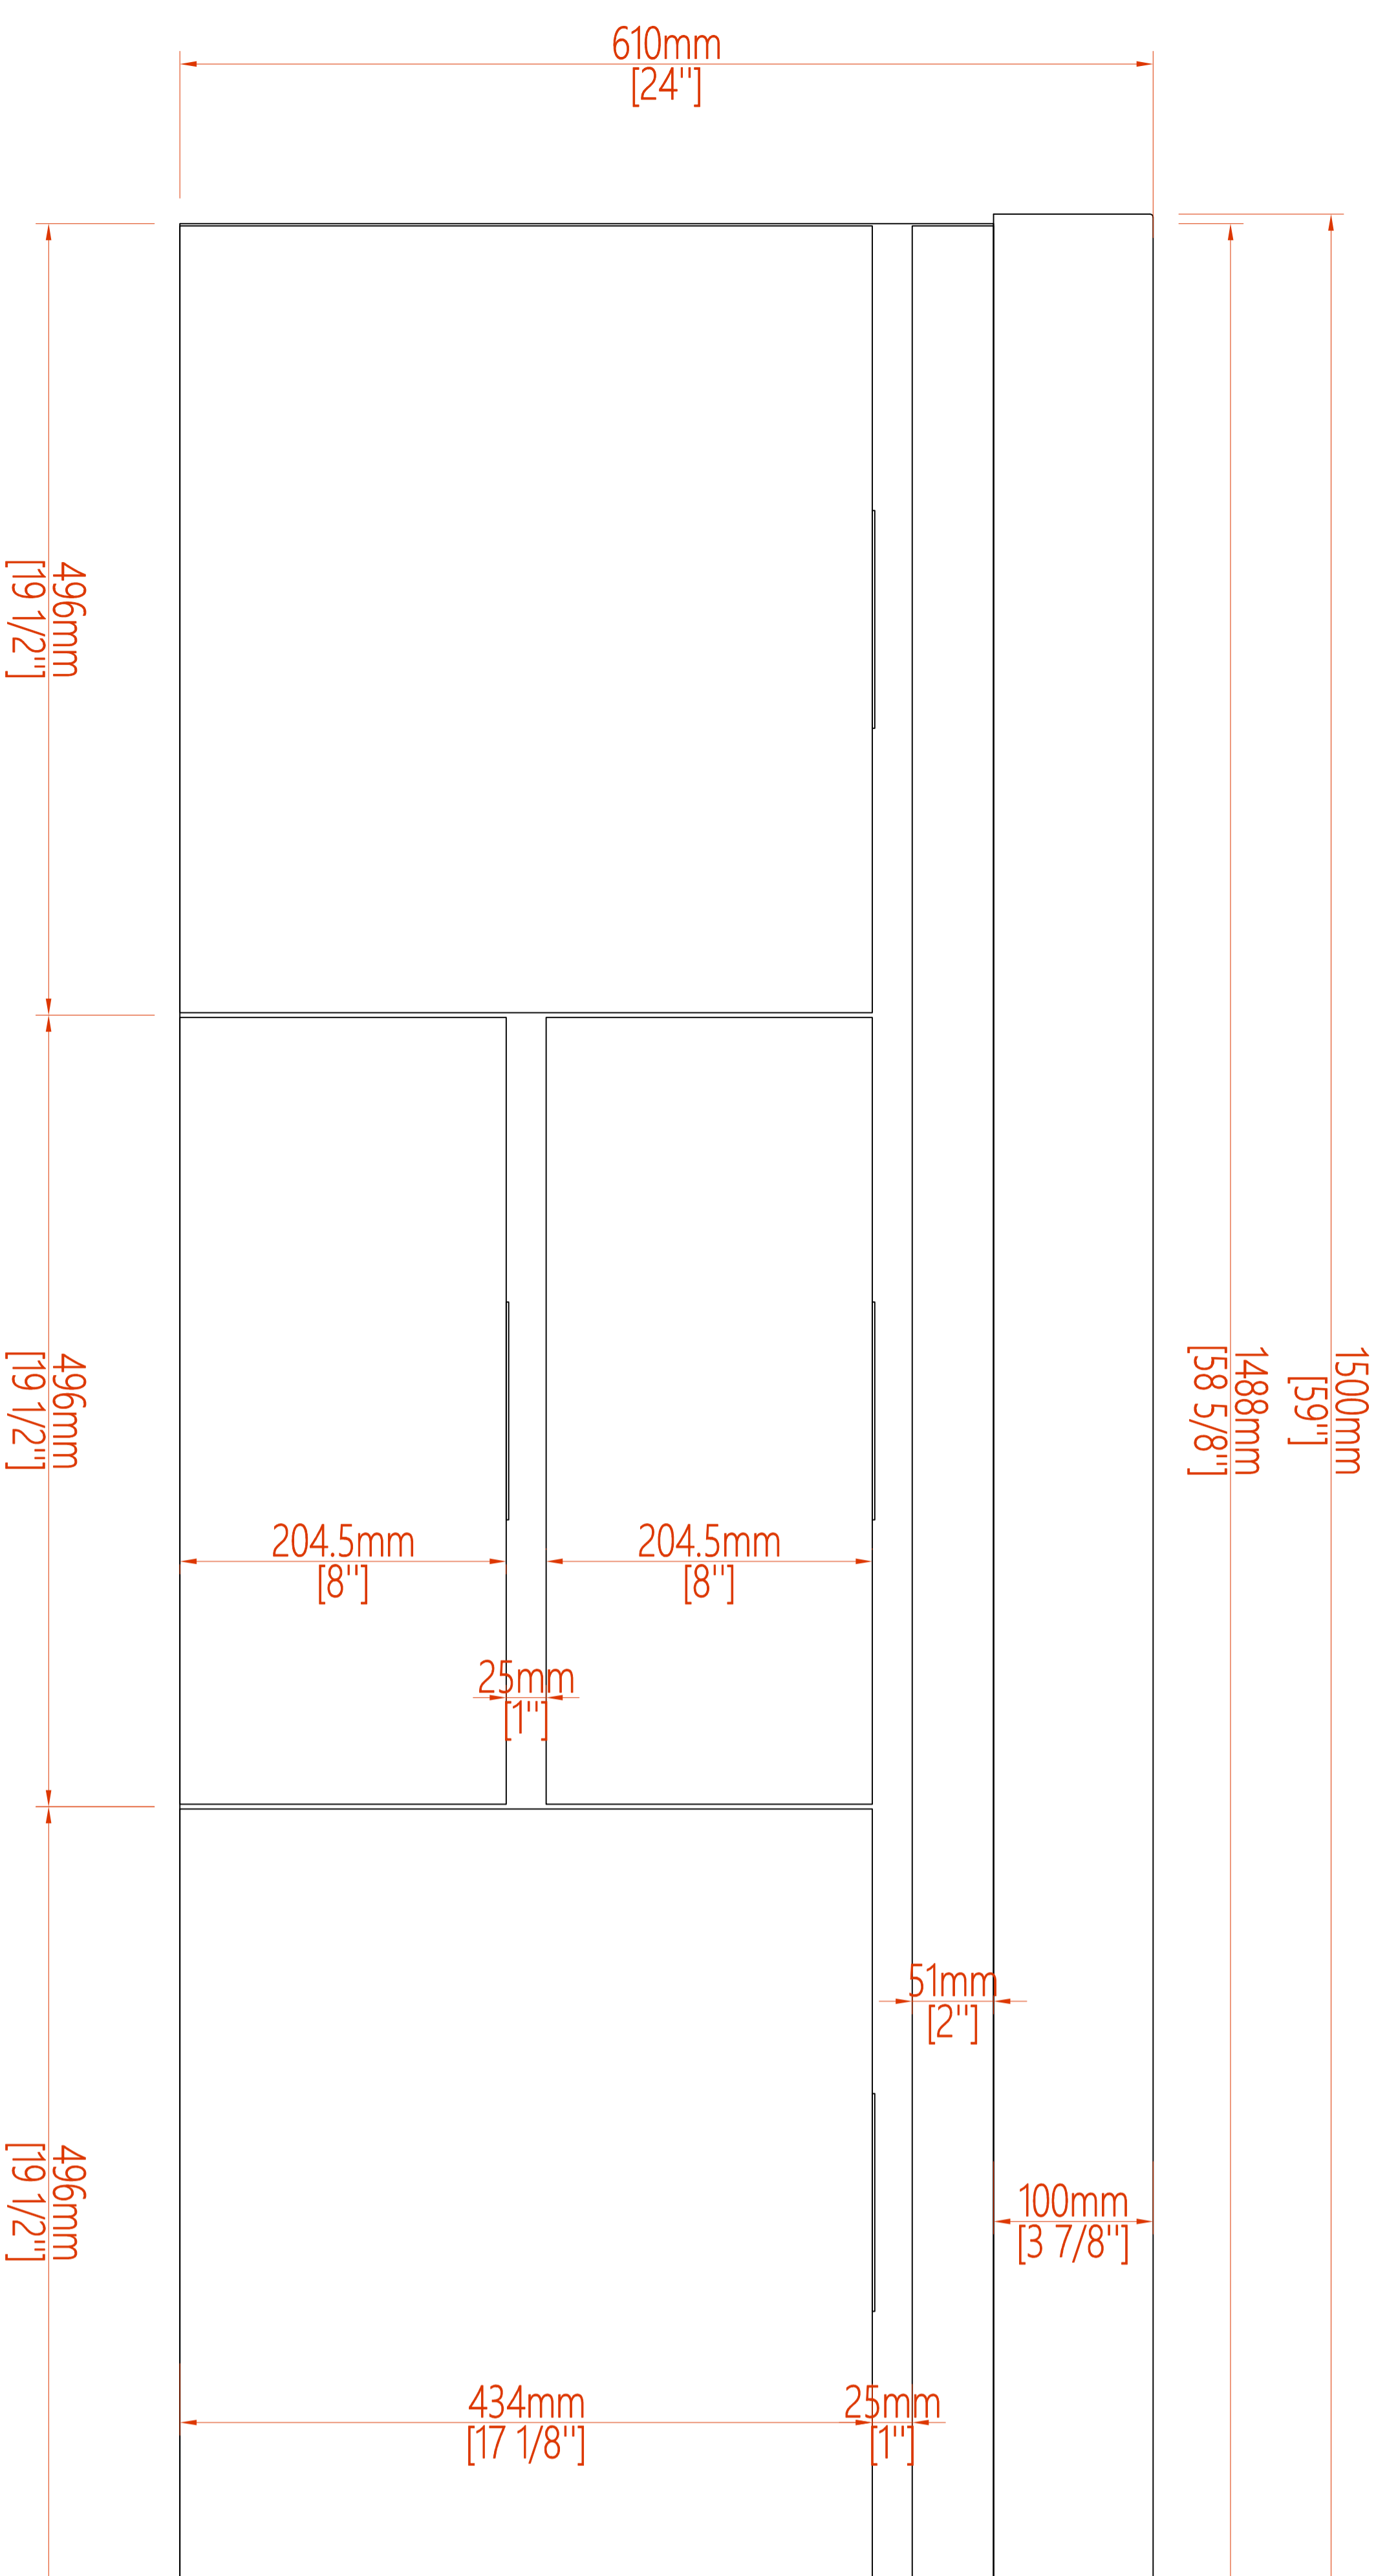 610mm
[24"]
496mm
[19 1/2"]
496mm
[19 1/2"]
1500mm
[59"]
1488mm
[58 5/8"]
204.5mm
[8"]
204.5mm
[8"]
25mm
[1"]
51mm
[2"]
496mm
[19 1/2"]
100mm
[3 7/8"]
434mm
[17 1/8"]
25mm
[1"]